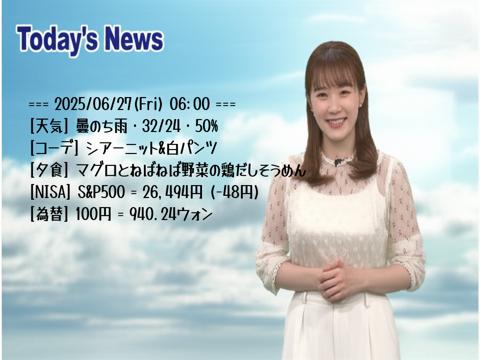 Today's News
=== 2025/06/27(Fri) 06:00 ===
[天気] 曇のち雨・32/24・50%
[コーデ] シアーニット&白パンツ
[夕食] マグロとねばねば野菜の鶏だしそうめん
[NISA] S&P500 = 26,494円 (-48円)
[為替] 100円 = 940.24ウォン